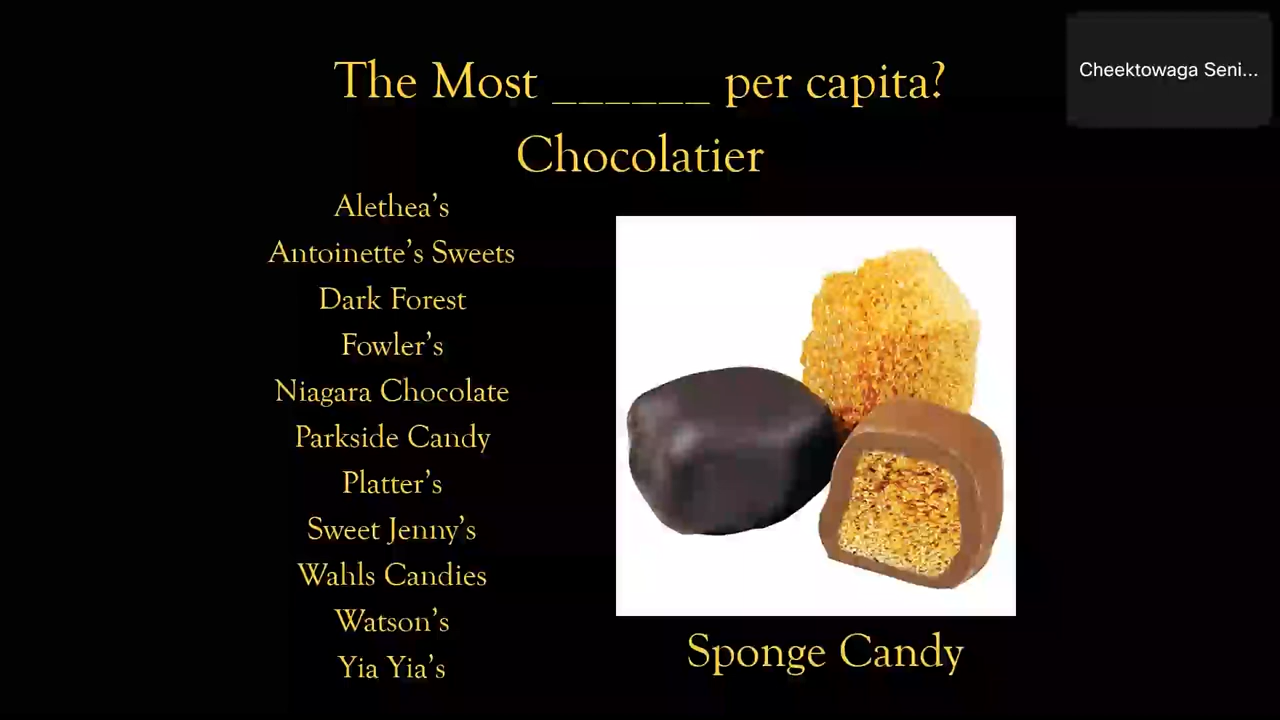 Cheektowaga Seni...
The Most ______ per capita?
Chocolatier
Alethea's
Antoinette's Sweets
Dark Forest
Fowler's
Niagara Chocolate
Parkside Candy
Platter's
Sweet Jenny's
Wahls Candies
Watson's
Yia Yia's
Sponge Candy